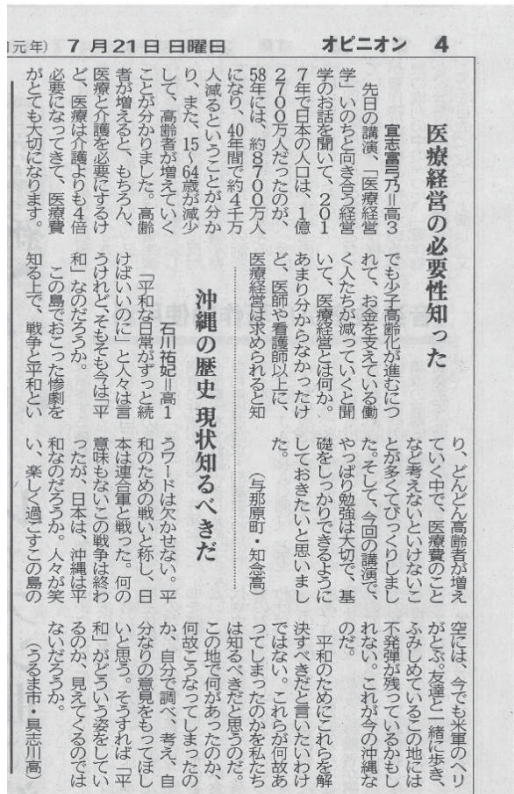 元年) 7月21日 日曜日 オピニオン 4
医療経営の必要性知った
宜志富弓乃＝高3
先日の講演、「医療経営
学」いのちと向き合う経営
学のお話を聞いて、201
7年で日本の人口は、1億
2700万人だったのが、
58年には、約8700万人
になり、40年間で約4千万
人減るということが分か
り、また、15〜64歳が減少
して、高齢者が増えていく
ことが分かりました。高齢
者が増えると、もちろん、
医療と介護を必要にするけ
ど、医療は介護よりも4倍
必要になってきて、医療費
がとても大切になります。
でも少子高齢化が進むにつ
れて、お金を支えている働
く人たちが減っていくと聞
いて、医療経営とは何か。
あまり分からなかったけ
ど、医師や看護師以上に、
医療経営は求められると知
り、どんどん高齢者が増え
ていく中で、医療費のこと
など考えないといけないこ
とが多くてびっくりしまし
た。そして、今回の講演で、
やっぱり勉強は大切で、基
礎をしっかりできるように
しておきたいと思いまし
た。
(与那原町・知念高)
沖縄の歴史 現状知るべきだ
石川祐妃＝高1
「平和な日常がずっと続
けばいいのに」と人々は言
うけれど、そもそも今は「平
和」なのだろうか。
この島でおこった惨劇を
知る上で、戦争と平和とい
うワードは欠かせない。平
和のための戦いと称し、日
本は連合軍と戦った。何の
意味もないこの戦争は終わ
ったが、日本は、沖縄は平
和なのだろうか。人々が笑
い、楽しく過ごすこの島の
空には、今でも米軍のヘリ
がとぶ。友達と一緒に歩き、
ふみしめているこの地には
不発弾が残っているかもし
れない。これが今の沖縄な
のだ。
平和のためにこれらを解
決すべきだと言いたいわけ
ではない。これらが何故あ
ってしまったのかを私たち
は知るべきだと思うのだ。
この地で何があったのか、
何故こうなってしまったの
か、自分で調べ、考え、自
分なりの意見をもってほし
いと思う。そうすれば「平
和」がどういう姿をしてい
るのか、見えてくるのでは
ないだろうか。
(うるま市・具志川高)